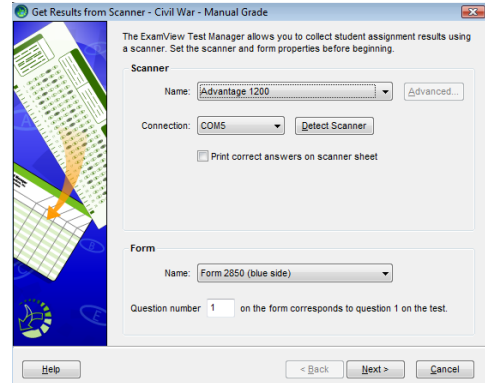 Get Results from Scanner - Civil War - Manual Grade
The ExamView Test Manager allows you to collect student assignment results using
a scanner. Set the scanner and form properties before beginning.
Scanner
Name: Advantage 1200 Advanced...
Connection: COM5 Detect Scanner
Print correct answers on scanner sheet
Form
Name: Form 2850 (blue side)
Question number 1 on the form corresponds to question 1 on the test.
Help < Back Next > Cancel